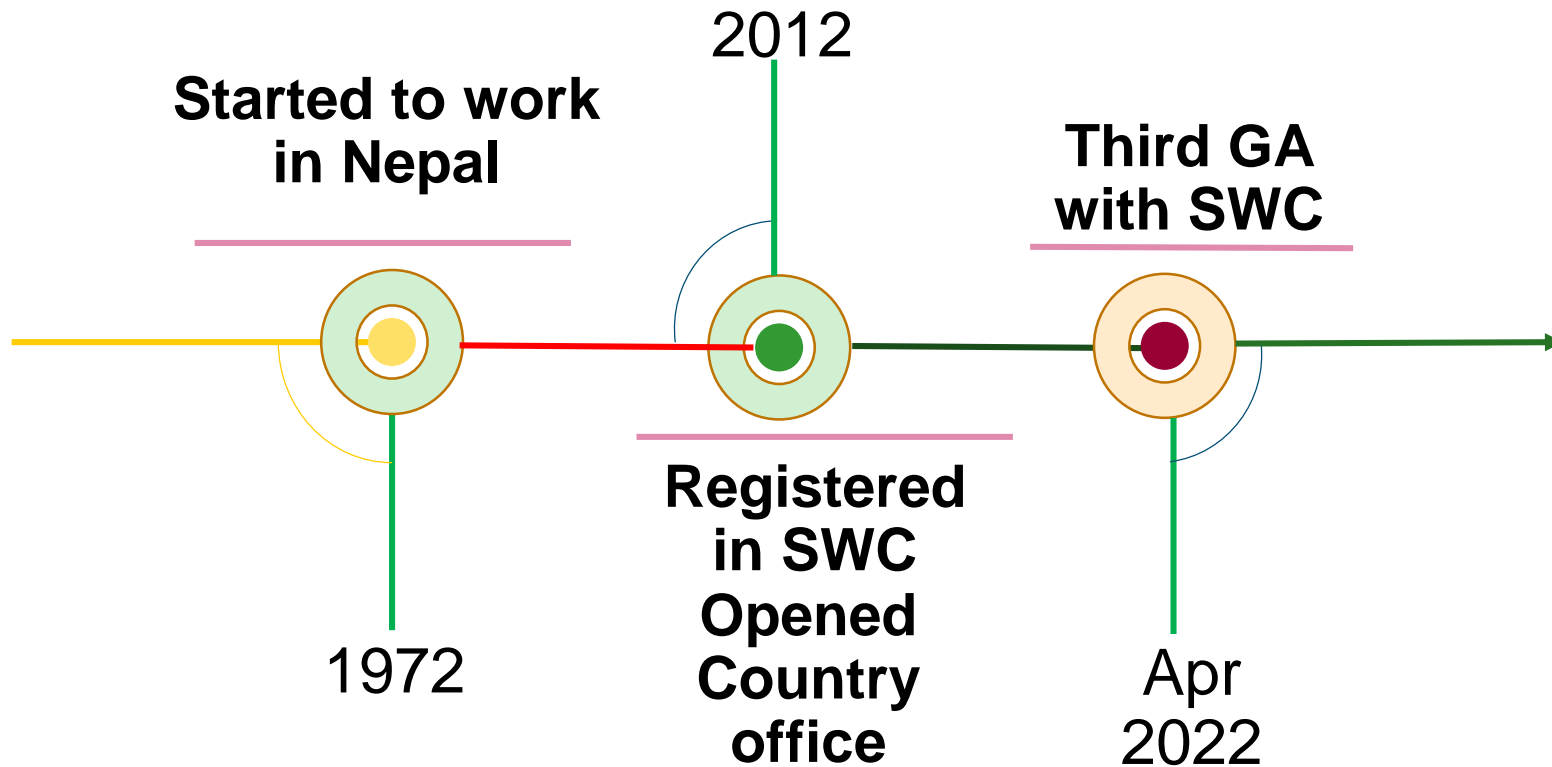 Started to work
in Nepal
1972
2012
Registered
in SWC
Opened
Country
office
Third GA
with SWC
Apr
2022